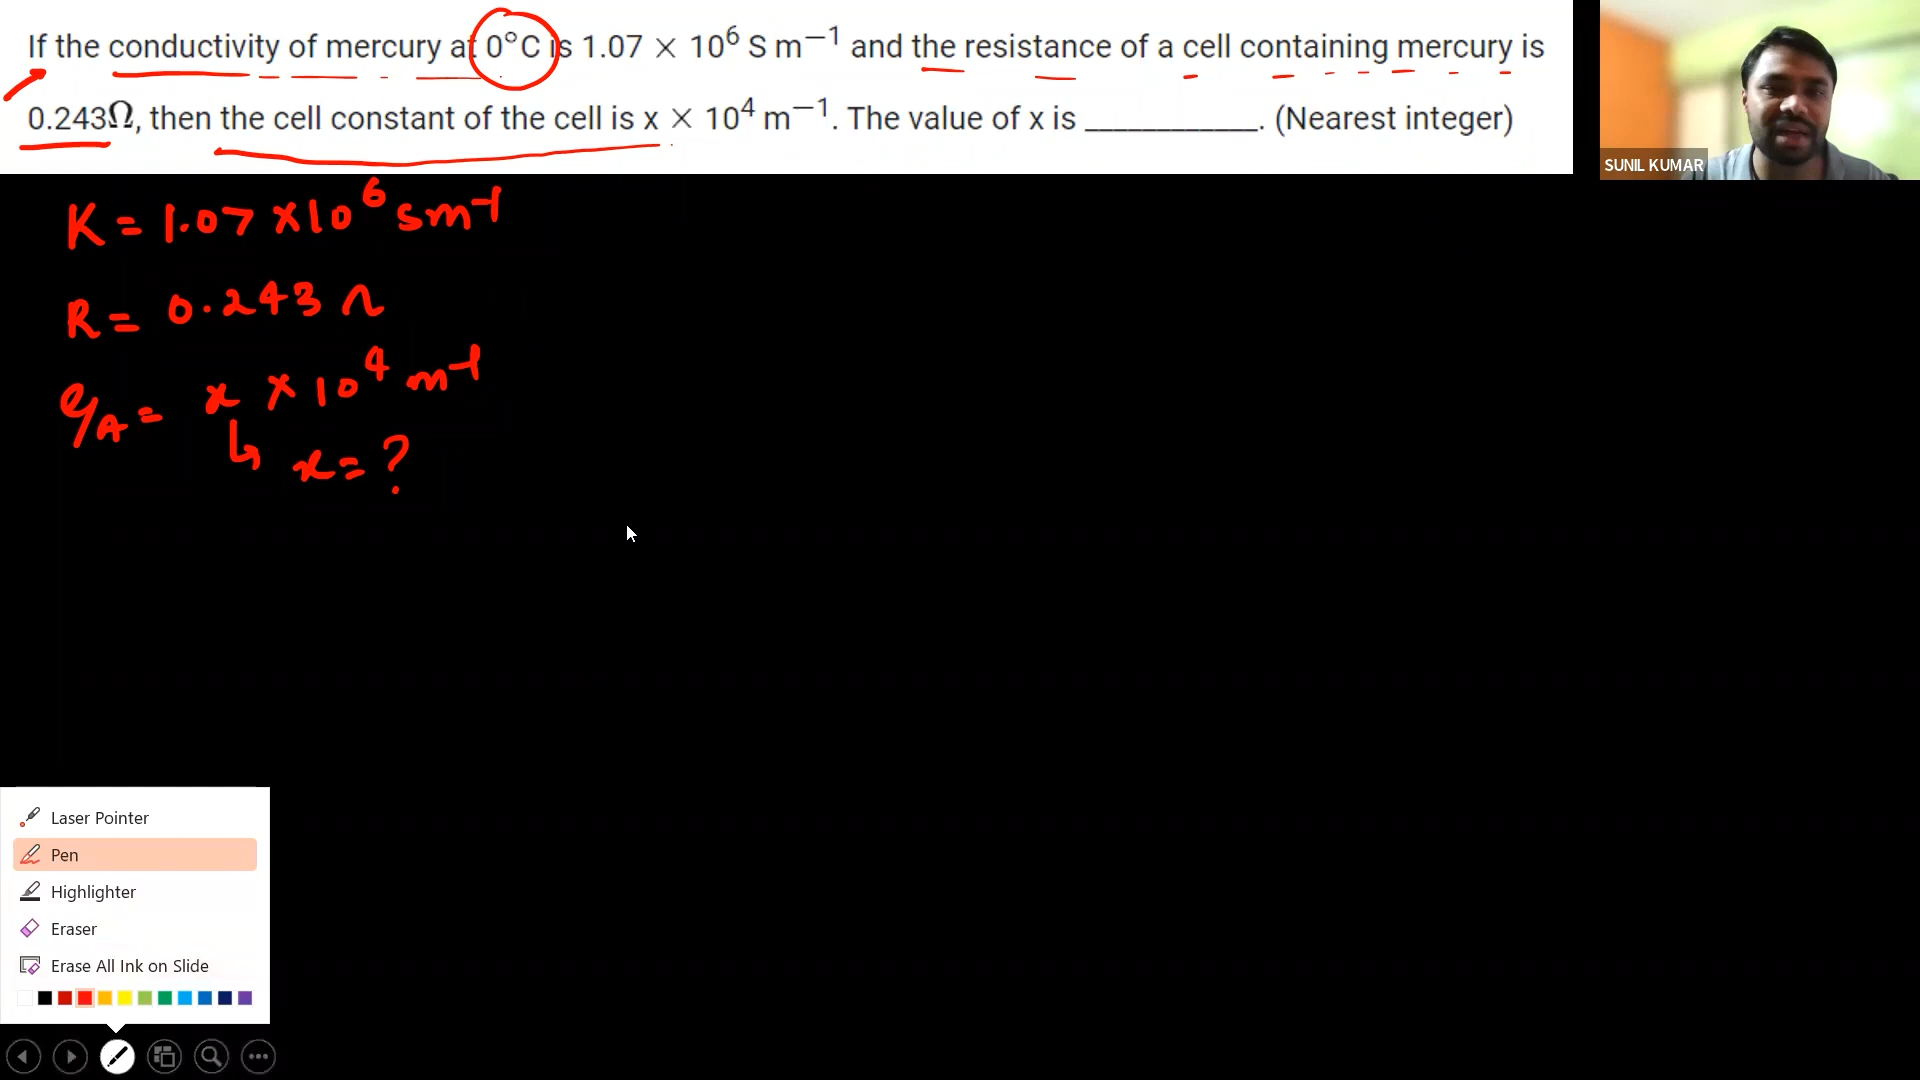 If the conductivity of mercury at 0°C is 1.07 × 10⁶ S m⁻¹ and the resistance of a cell containing mercury is
0.243Ω, then the cell constant of the cell is x × 10⁴ m⁻¹. The value of x is ____________. (Nearest integer)
SUNIL KUMAR
K = 1.07 × 10⁶ Sm⁻¹
R = 0.243 Ω
l/A = x × 10⁴ m⁻¹
↳ x = ?
Laser Pointer
Pen
Highlighter
Eraser
Erase All Ink on Slide